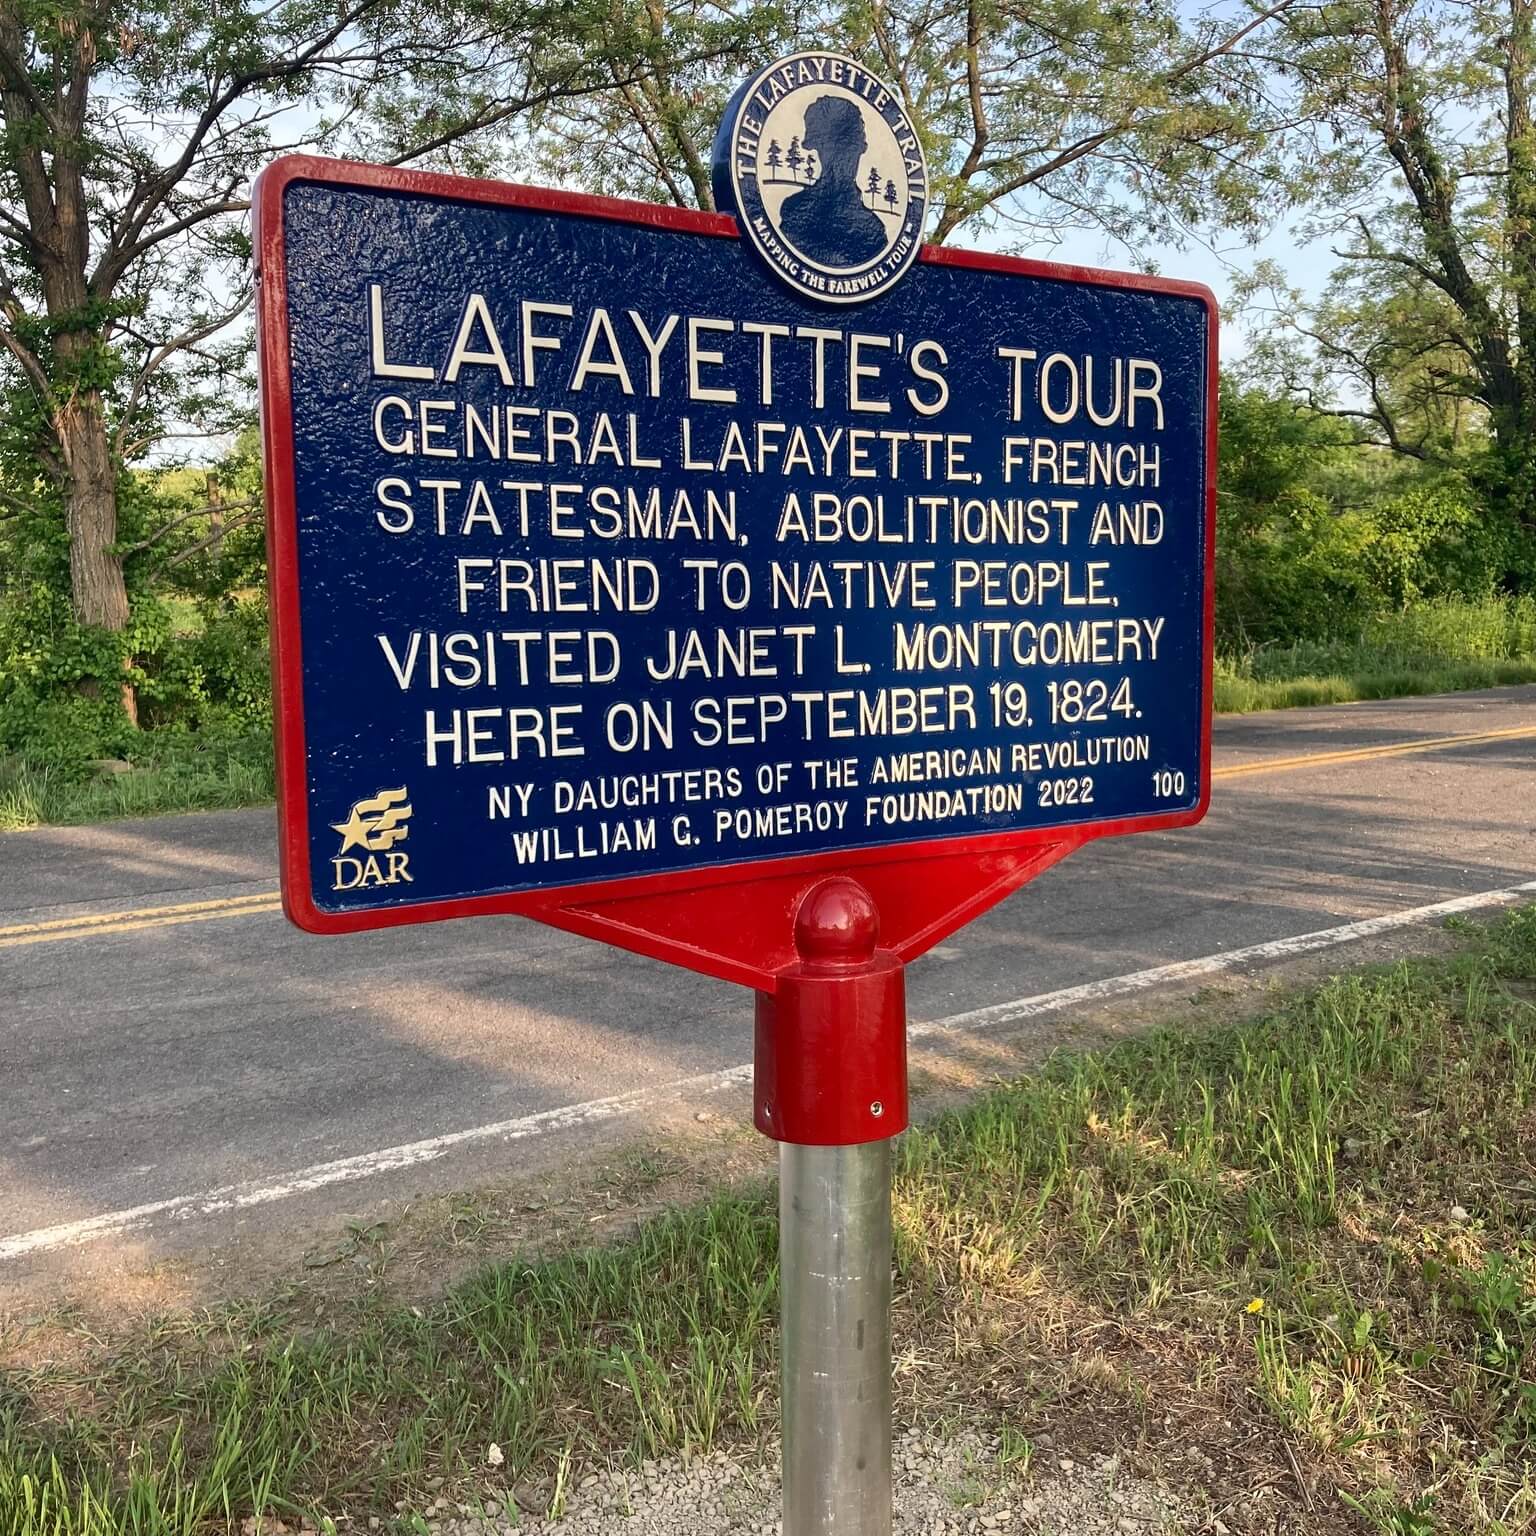 THE LAFAYETTE TRAIL
MAPPING THE FAREWELL TOUR
LAFAYETTE'S TOUR
GENERAL LAFAYETTE, FRENCH
STATESMAN, ABOLITIONIST AND
FRIEND TO NATIVE PEOPLE,
VISITED JANET L. MONTGOMERY
HERE ON SEPTEMBER 19, 1824.
NY DAUGHTERS OF THE AMERICAN REVOLUTION
WILLIAM G. POMEROY FOUNDATION 2022 100
DAR